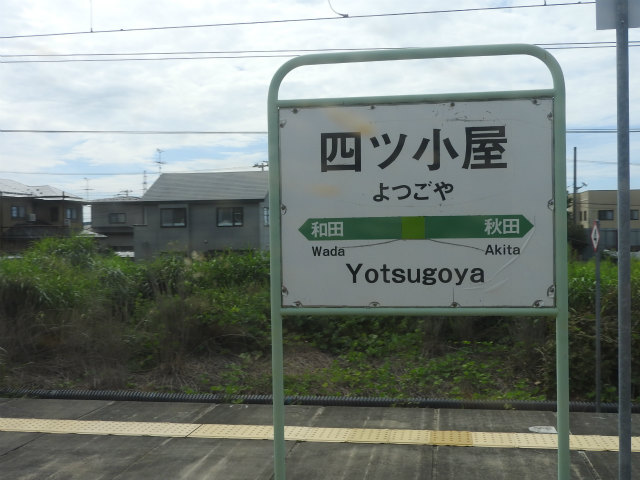 四ツ小屋
よつごや
和田 秋田
Wada Akita
Yotsugoya